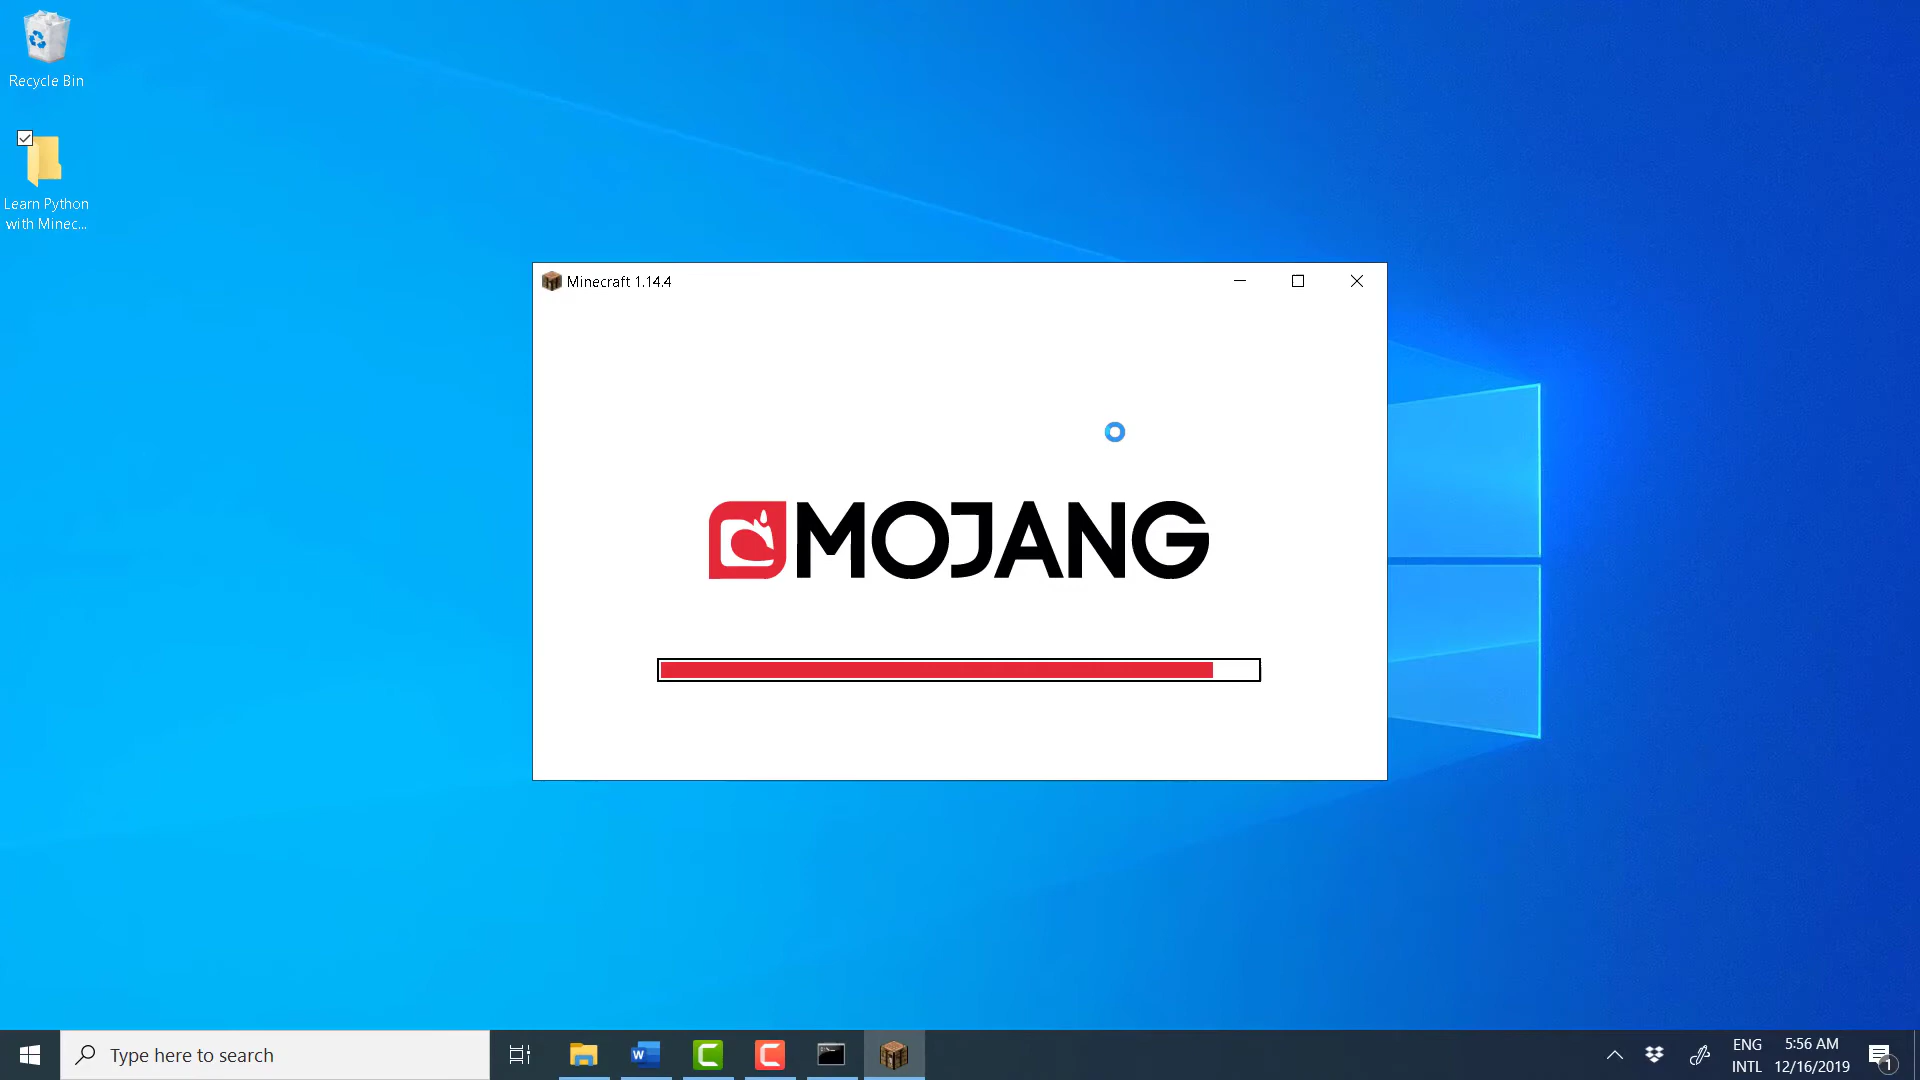 Recycle Bin
Learn Python
with Minec...
Minecraft 1.14.4
MOJANG
Type here to search
ENG
INTL
5:56 AM
12/16/2019
1